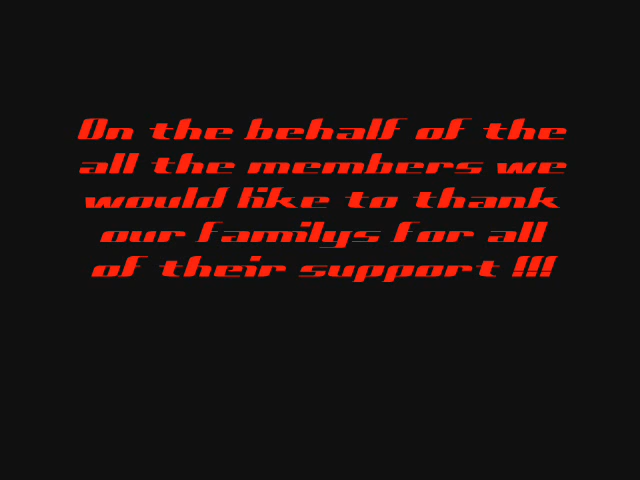 On the behalf of the
all the members we
would like to thank
our familys for all
of their support !!!